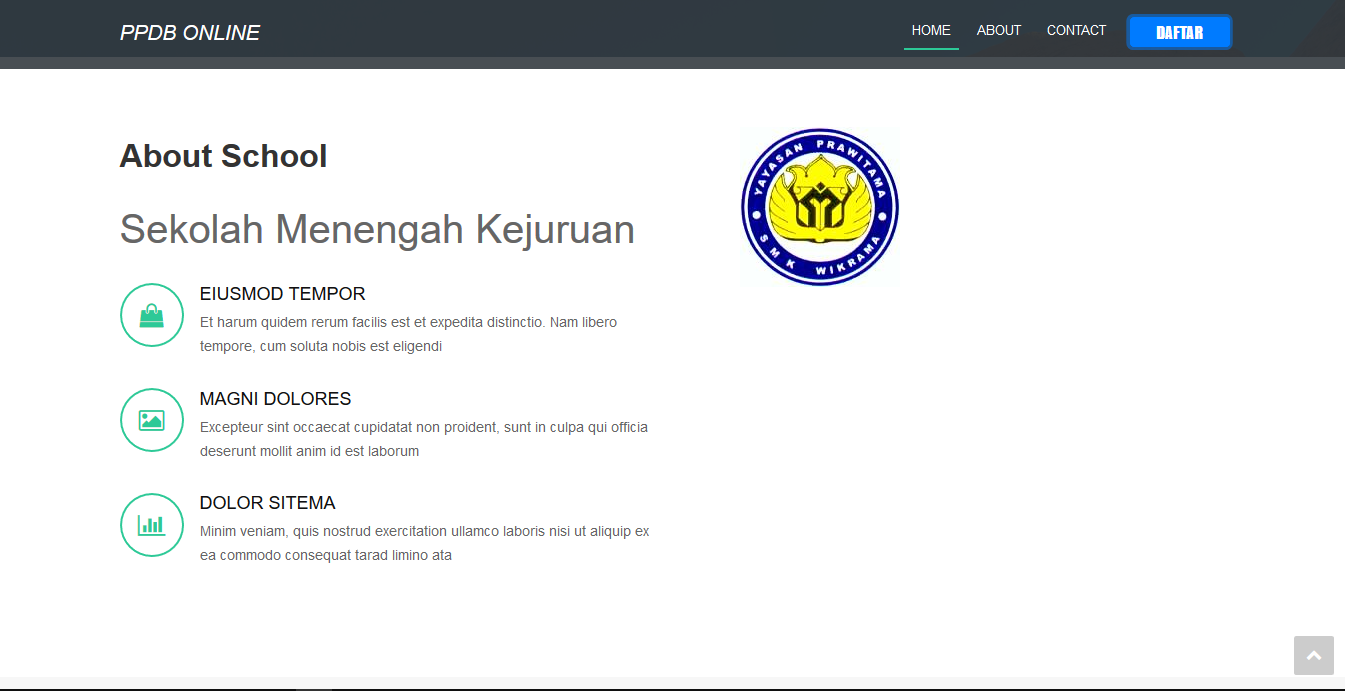 PPDB ONLINE
HOME ABOUT CONTACT DAFTAR
About School
YAYASAN PRAWITAMA
SMK WIKRAMA
Sekolah Menengah Kejuruan
EIUSMOD TEMPOR
Et harum quidem rerum facilis est et expedita distinctio. Nam libero
tempore, cum soluta nobis est eligendi
MAGNI DOLORES
Excepteur sint occaecat cupidatat non proident, sunt in culpa qui officia
deserunt mollit anim id est laborum
DOLOR SITEMA
Minim veniam, quis nostrud exercitation ullamco laboris nisi ut aliquip ex
ea commodo consequat tarad limino ata